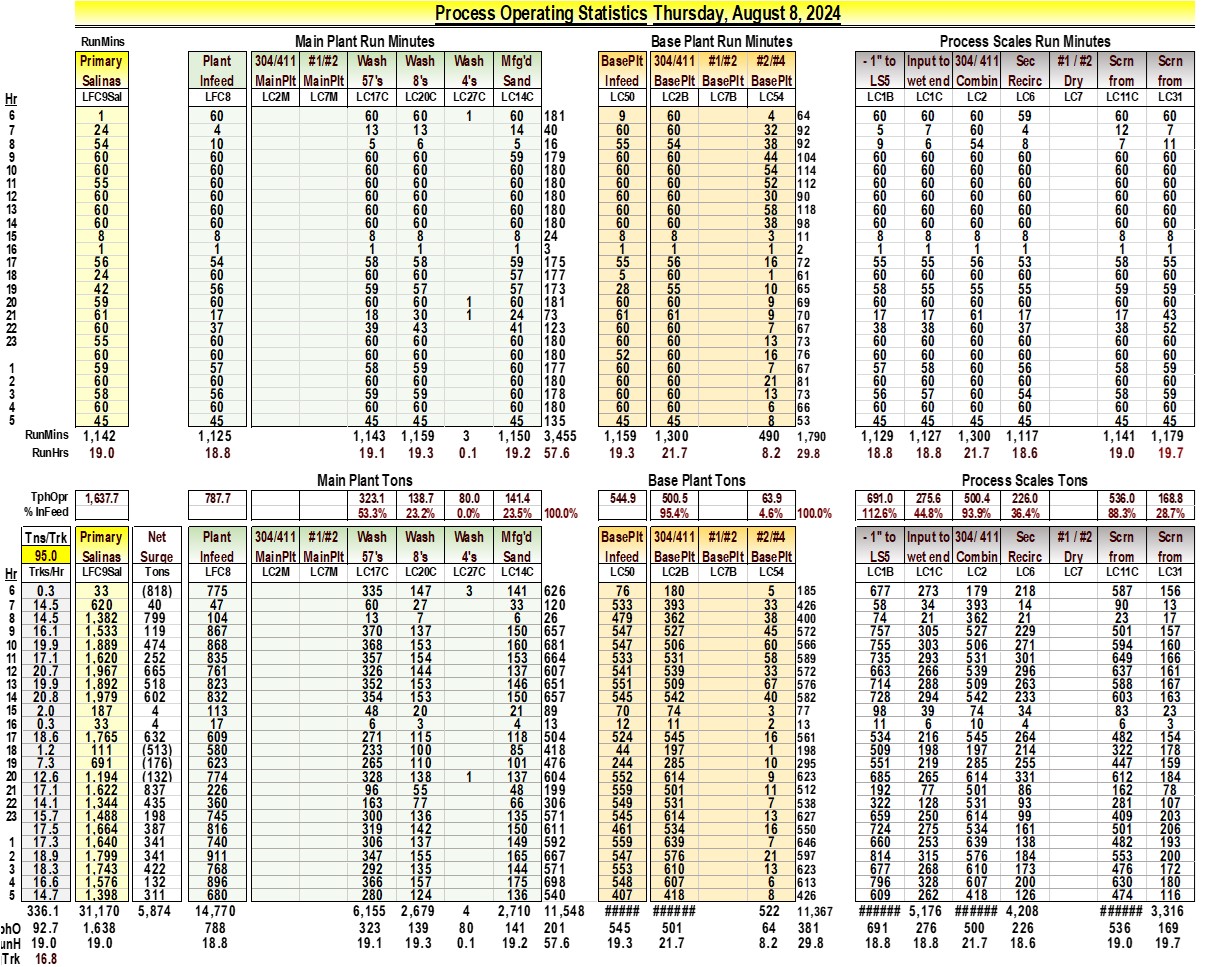 Process Operating Statistics Thursday, August 8, 2024
RunMins Main Plant Run Minutes Base Plant Run Minutes Process Scales Run Minutes
Primary Plant 304/411 #1/#2 Wash Wash Wash Mfg'd BasePlt 304/411 #1/#2 #2/#4 - 1" to Input to 304/ 411 Sec #1 / #2 Scrn Scrn
Salinas Infeed MainPlt MainPlt 57's 8's 4's Sand Infeed BasePlt BasePlt BasePlt LS5 wet end Combin Recirc Dry from from
Hr LFC9Sal LFC8 LC2M LC7M LC17C LC20C LC27C LC14C LC50 LC2B LC7B LC54 LC1B LC1C LC2 LC6 LC7 LC11C LC31
6 1 60 60 60 1 60 181 9 60 4 64 60 60 60 59 60 60
7 24 4 13 13 14 40 60 60 32 92 5 7 60 4 12 7
8 54 10 5 6 5 16 55 54 38 92 9 6 54 8 7 11
9 60 60 60 60 59 179 60 60 44 104 60 60 60 60 60 60
10 60 60 60 60 60 180 60 60 54 114 60 60 60 60 60 60
11 55 60 60 60 60 180 60 60 52 112 60 60 60 60 60 60
12 60 60 60 60 60 180 60 60 30 90 60 60 60 60 60 60
13 60 60 60 60 60 180 60 60 58 118 60 60 60 60 60 60
14 60 60 60 60 60 180 60 60 38 98 60 60 60 60 60 60
15 8 8 8 8 8 24 8 8 3 11 8 8 8 8 8 8
16 1 1 1 1 1 3 1 1 1 2 1 1 1 1 1 1
17 56 54 58 58 59 175 55 56 16 72 55 55 56 53 58 55
18 24 60 60 60 57 177 5 60 1 61 60 60 60 60 60 60
19 42 56 59 57 57 173 28 55 10 65 58 55 55 55 59 59
20 59 60 60 60 1 60 181 60 60 9 69 60 60 60 60 60 60
21 61 17 18 30 1 24 73 61 61 9 70 17 17 61 17 17 43
22 60 37 39 43 41 123 60 60 7 67 38 38 60 37 38 52
23 55 60 60 60 60 180 60 60 13 73 60 60 60 60 60 60
60 60 60 60 60 180 52 60 16 76 60 60 60 60 60 60
1 59 57 58 59 60 177 60 60 7 67 57 58 60 56 58 59
2 60 60 60 60 60 180 60 60 21 81 60 60 60 60 60 60
3 58 56 59 59 58 175 60 60 13 73 56 57 60 54 58 59
4 60 60 60 60 60 180 60 60 6 66 60 60 60 60 60 60
5 45 45 45 45 45 135 45 45 8 53 45 45 45 45 45 45
RunMins 1,142 1,125 1,143 1,159 3 1,150 3,455 1,159 1,300 490 1,790 1,129 1,127 1,300 1,117 1,141 1,179
RunHrs 19.0 18.8 19.1 19.3 0.1 19.2 57.6 19.3 21.7 8.2 29.8 18.8 18.8 21.7 18.6 19.0 19.7
Main Plant Tons Base Plant Tons Process Scales Tons
TphOpr 1,637.7 787.7 323.1 138.7 80.0 141.4 544.9 500.5 63.9 691.0 275.6 500.4 226.0 536.0 168.8
% InFeed 53.3% 23.2% 0.0% 23.5% 100.0% 95.4% 4.6% 100.0% 112.6% 44.8% 93.9% 36.4% 88.3% 28.7%
Tns/Trk Primary Net Plant 304/411 #1/#2 Wash Wash Wash Mfg'd BasePlt 304/411 #1/#2 #2/#4 - 1" to Input to 304/ 411 Sec #1 / #2 Scrn Scrn
95.0 Salinas Surge Infeed MainPlt MainPlt 57's 8's 4's Sand Infeed BasePlt BasePlt BasePlt LS5 wet end Combin Recirc Dry from from
Hr Trks/Hr LFC9Sal Tons LFC8 LC2M LC7M LC17C LC20C LC27C LC14C LC50 LC2B LC7B LC54 LC1B LC1C LC2 LC6 LC7 LC11C LC31
6 0.3 33 (818) 775 335 147 3 141 626 76 180 5 185 677 273 179 218 587 156
7 14.5 620 40 47 60 27 33 120 533 393 33 426 58 34 393 14 90 13
8 14.5 1,382 799 104 13 7 6 26 479 362 38 400 74 21 362 21 23 17
9 16.1 1,533 119 867 370 137 150 657 547 527 45 572 757 305 527 229 501 157
10 19.9 1,889 474 868 368 153 160 681 547 506 60 566 755 303 506 271 594 160
11 17.1 1,620 252 835 357 154 153 664 533 531 58 589 735 293 531 301 649 166
12 20.7 1,967 665 761 326 144 137 607 541 539 33 572 663 266 539 296 637 161
13 19.9 1,892 518 823 352 153 146 651 551 509 67 576 714 288 509 263 588 167
14 20.8 1,979 602 832 354 153 150 657 545 542 40 582 728 294 542 233 603 163
15 2.0 187 4 113 48 20 21 89 70 74 3 77 98 39 74 34 83 23
16 0.3 33 4 17 6 3 4 13 12 11 2 13 11 6 10 4 6 3
17 18.6 1,765 632 609 271 115 118 504 524 545 16 561 534 216 545 264 482 154
18 1.2 111 (513) 580 233 100 85 418 44 197 1 198 509 198 197 214 322 178
19 7.3 691 (176) 623 265 110 101 476 244 285 10 295 551 219 285 255 447 159
20 12.6 1,194 (132) 774 328 138 1 137 604 552 614 9 623 685 265 614 331 612 184
21 17.1 1,622 837 226 96 55 48 199 559 501 11 512 192 77 501 86 162 78
22 14.1 1,344 435 360 163 77 66 306 549 531 7 538 322 128 531 93 281 107
23 15.7 1,488 198 745 300 136 135 571 545 614 13 627 659 250 614 99 409 203
17.5 1,664 387 816 319 142 150 611 461 534 16 550 724 275 534 161 501 206
1 17.3 1,640 341 740 306 137 149 592 559 639 7 646 660 253 639 138 482 193
2 18.9 1,799 341 911 347 155 165 667 547 576 21 597 814 315 576 184 553 200
3 18.3 1,743 422 768 292 135 144 571 553 610 13 623 677 268 610 173 476 172
4 16.6 1,576 132 896 366 157 175 698 548 607 6 613 796 328 607 200 630 180
5 14.7 1,398 311 680 266 124 136 540 407 418 8 426 609 262 418 126 474 116
336.1 31,170 5,874 14,770 6,155 2,679 4 2,710 11,548 ##### ###### 522 11,367 ###### 5,176 ###### 4,208 ###### 3,316
phO 92.7 1,638 788 323 139 80 141 201 545 501 64 381 691 276 500 226 536 169
unH 19.0 19.0 18.8 19.1 19.3 0.1 19.2 57.6 19.3 21.7 8.2 29.8 18.8 18.8 21.7 18.6 19.0 19.7
Trk 16.8